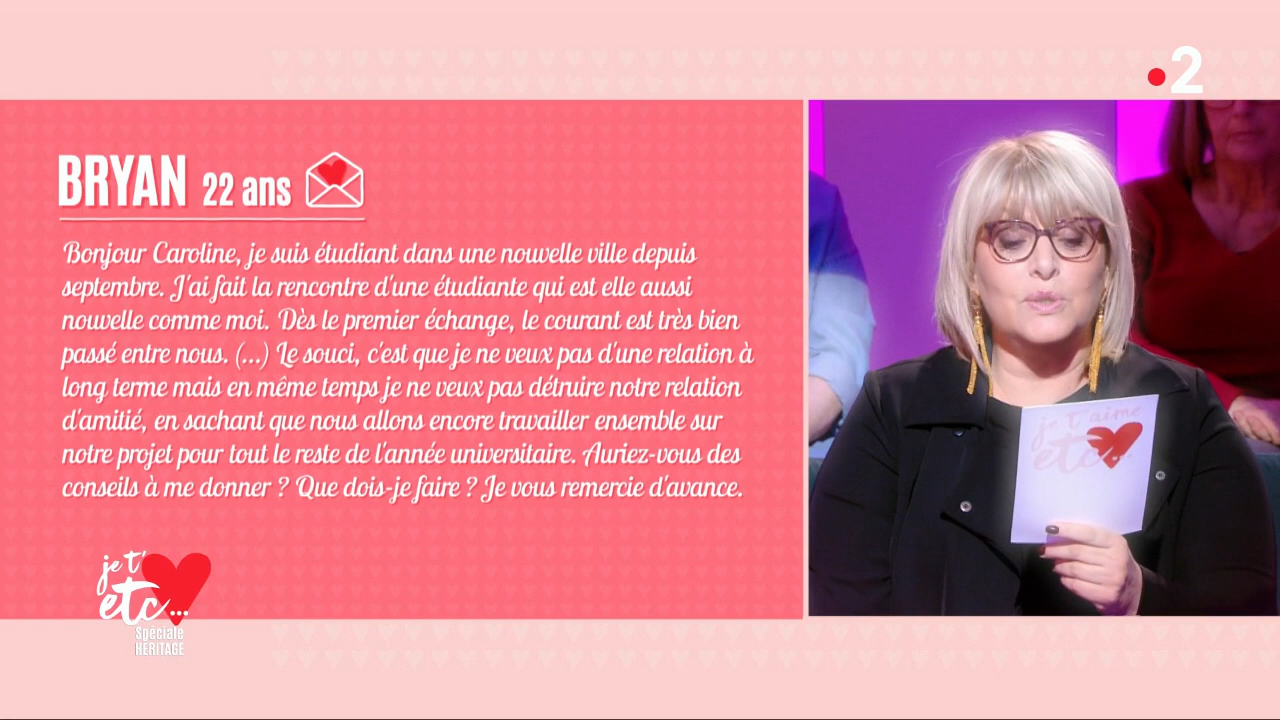 2
BRYAN 22 ans
Bonjour Caroline, je suis étudiant dans une nouvelle ville depuis
septembre. J'ai fait la rencontre d'une étudiante qui est elle aussi
nouvelle comme moi. Dès le premier échange, le courant est très bien
passé entre nous. (...) Le souci, c'est que je ne veux pas d'une relation à
long terme mais en même temps je ne veux pas détruire notre relation
d'amitié, en sachant que nous allons encore travailler ensemble sur
notre projet pour tout le reste de l'année universitaire. Auriez-vous des
conseils à me donner ? Que dois-je faire ? Je vous remercie d'avance.
je t'aime
etc...
je t'
etc...
Spéciale
HERITAGE